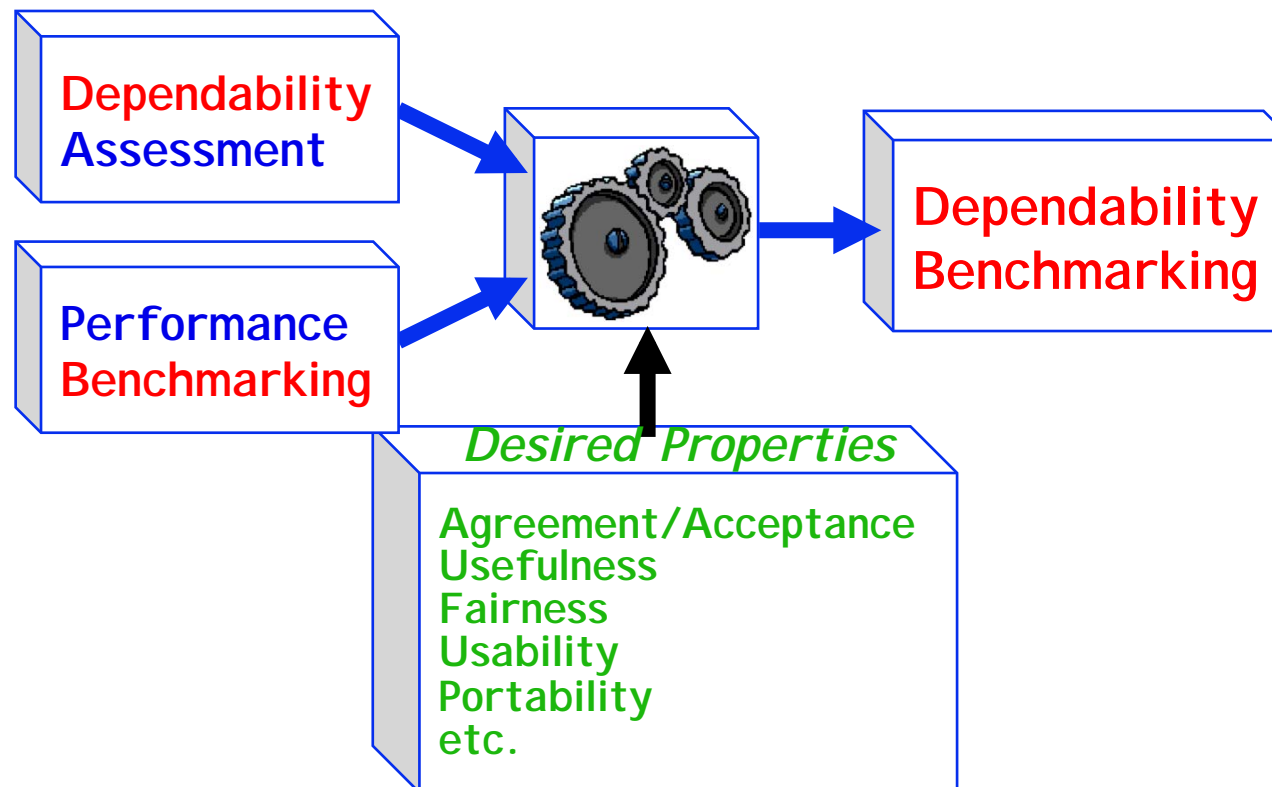 Dependability
Assessment
Performance
Benchmarking
Dependability
Benchmarking
Desired Properties
Agreement/Acceptance
Usefulness
Fairness
Usability
Portability
etc.